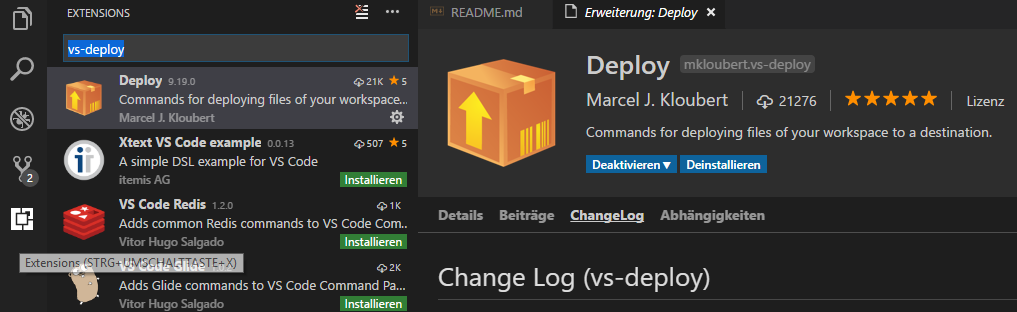 EXTENSIONS
vs-deploy
Deploy 9.19.0 21K 5
Commands for deploying files of your workspace...
Marcel J. Kloubert
Xtext VS Code example 0.0.13 507 5
A simple DSL example for VS Code
itemis AG Installieren
VS Code Redis 1.2.0 1K
Adds common Redis commands to VS Code Com...
Vitor Hugo Salgado Installieren
Extensions (STRG+UMSCHALTTASTE+X)
VS Code Glide 2K
Adds Glide commands to VS Code Command Pa...
Vitor Hugo Salgado Installieren
2
README.md Erweiterung: Deploy
Deploy mkloubert.vs-deploy
Marcel J. Kloubert 21276 Lizenz
Commands for deploying files of your workspace to a destination.
Deaktivieren Deinstallieren
Details Beiträge ChangeLog Abhängigkeiten
Change Log (vs-deploy)